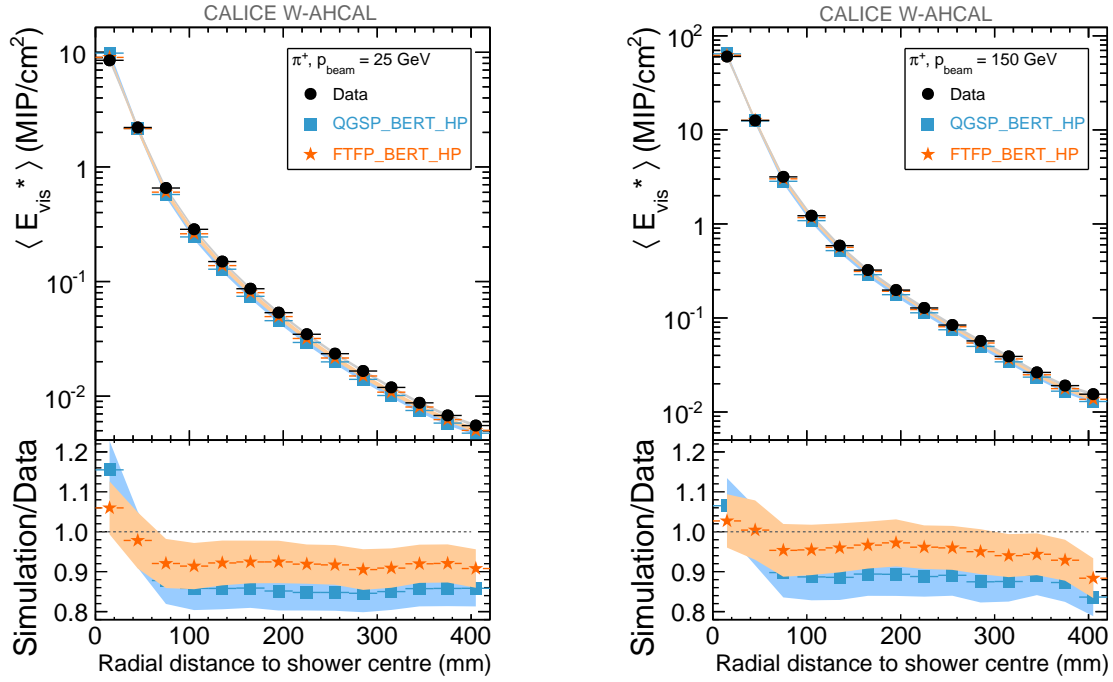 CALICE W-AHCAL
⟨ E_vis* ⟩ (MIP/cm²)
10
1
10⁻¹
10⁻²
π⁺, p_beam = 25 GeV
Data
QGSP_BERT_HP
FTFP_BERT_HP
Simulation/Data
1.2
1.1
1.0
0.9
0.8
0 100 200 300 400
Radial distance to shower centre (mm)
CALICE W-AHCAL
⟨ E_vis* ⟩ (MIP/cm²)
10²
10
1
10⁻¹
10⁻²
π⁺, p_beam = 150 GeV
Data
QGSP_BERT_HP
FTFP_BERT_HP
Simulation/Data
1.2
1.1
1.0
0.9
0.8
0 100 200 300 400
Radial distance to shower centre (mm)